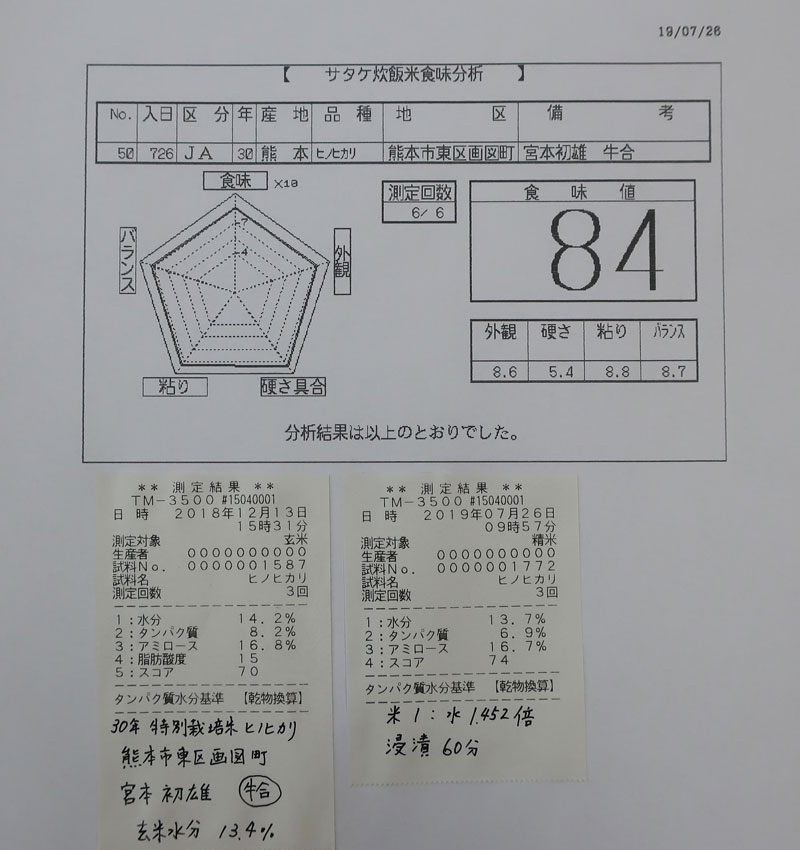 19/07/26
【 サタケ炊飯米食味分析 】
No. 入日 区分 年 産地 品種 地区 備考
50 726 JA 30 熊本 ヒノヒカリ 熊本市東区画図町 宮本初雄 牛合
食味 ×10
7
4
バランス
外観
粘り
硬さ具合
測定回数
6/ 6
食味値
84
外観 硬さ 粘り バランス
8.6 5.4 8.8 8.7
分析結果は以上のとおりでした。
** 測定結果 **
TM-3500 #15040001
日時 2018年12月13日
15時31分
測定対象 玄米
生産者 0000000000
試料No. 0000001587
試料名 ヒノヒカリ
測定回数 3回
1:水分 14.2%
2:タンパク質 8.2%
3:アミロース 16.8%
4:脂肪酸度 15
5:スコア 70
タンパク質水分基準 【乾物換算】
30年 特別栽培米 ヒノヒカリ
熊本市東区画図町
宮本 初雄 牛合
玄米水分 13.4%
** 測定結果 **
TM-3500 #15040001
日時 2019年07月26日
09時57分
測定対象 精米
生産者 0000000000
試料No. 0000001772
試料名 ヒノヒカリ
測定回数 3回
1:水分 13.7%
2:タンパク質 6.9%
3:アミロース 16.7%
4:スコア 74
タンパク質水分基準 【乾物換算】
米1:水1.452倍
浸漬 60分